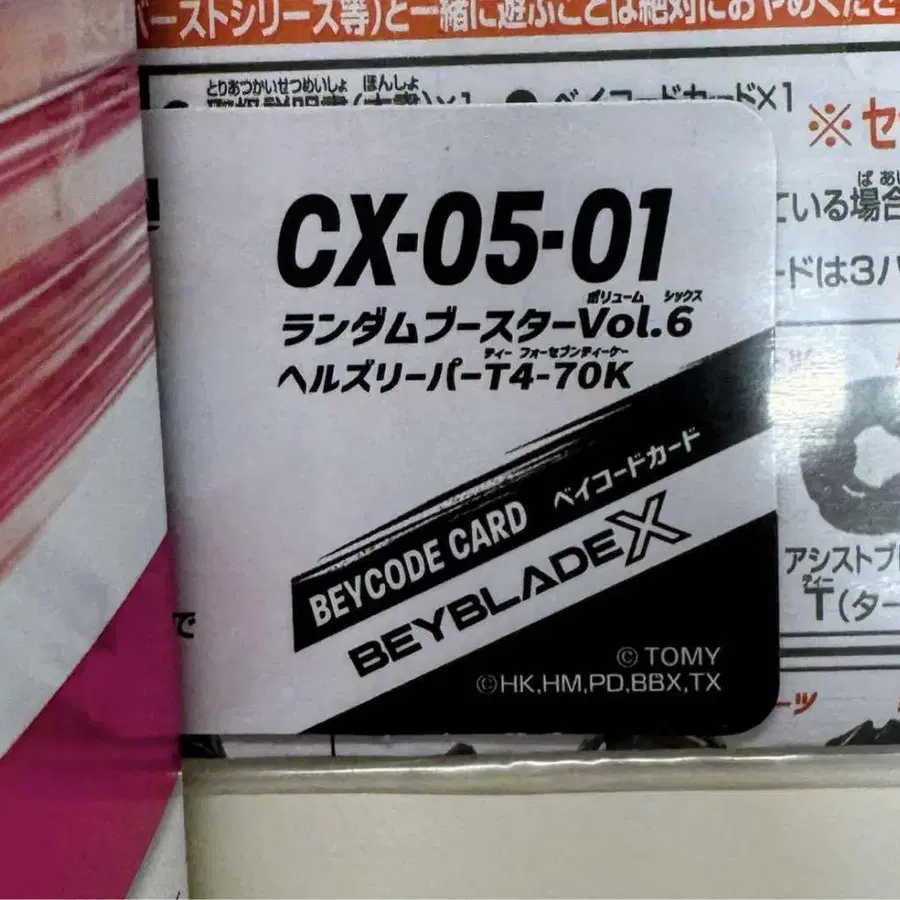 ーストシリーズ等)と一緒に遊ぶことは絶対におやめくださ
とりあつかいせつめいしょ ほんしょ
ベイコードカード×1
※セ
ばあい
ている場合
ードは3パ
CX-05-01
ボリューム シックス
ランダムブースターVol.6
ティー フォーセブンティーケー
ヘルズリーパーT4-70K
BEYCODE CARD ベイコードカード
BEYBLADE X
© TOMY
©HK,HM,PD,BBX,TX
アシストブ
T(ター
で
ーツ